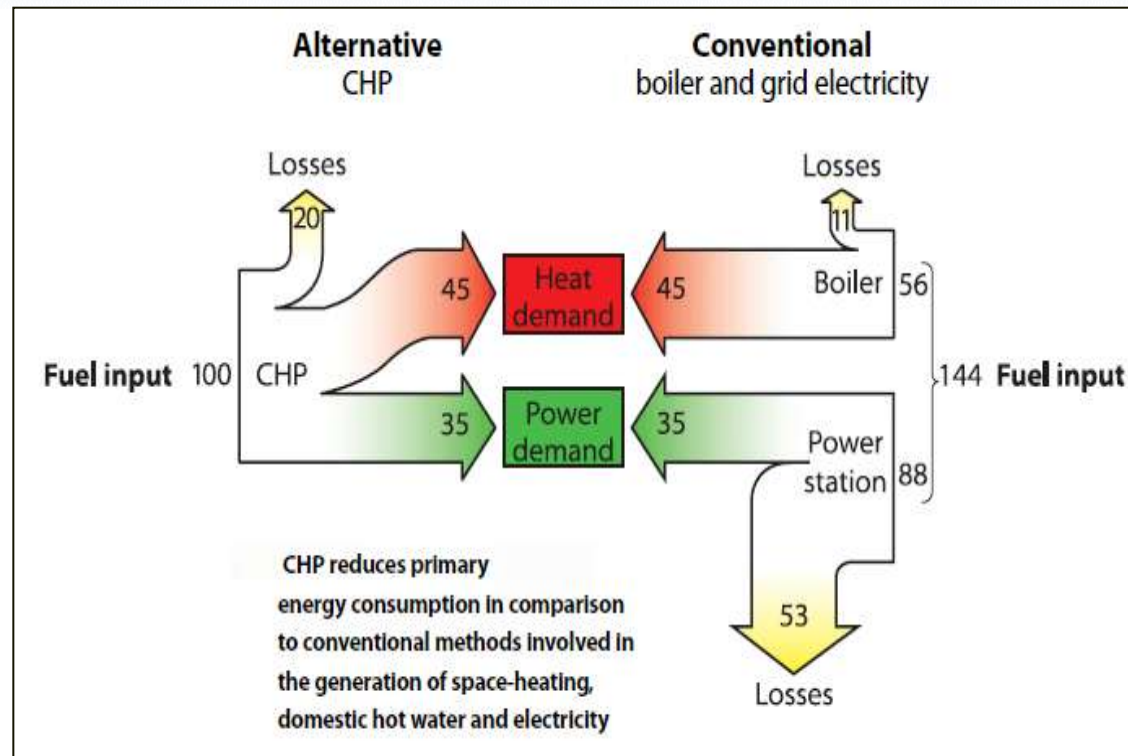 Alternative
CHP
Conventional
boiler and grid electricity
Losses
20
Losses
11
45
Heat
demand
45
Boiler
56
Fuel input
100
CHP
144
Fuel input
35
Power
demand
35
Power
station
88
53
Losses
CHP reduces primary
energy consumption in comparison
to conventional methods involved in
the generation of space-heating,
domestic hot water and electricity